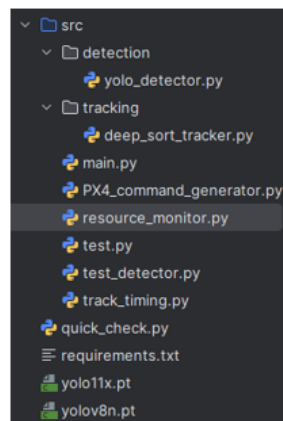 src
detection
yolo_detector.py
tracking
deep_sort_tracker.py
main.py
PX4_command_generator.py
resource_monitor.py
test.py
test_detector.py
track_timing.py
quick_check.py
requirements.txt
yolo11x.pt
yolov8n.pt